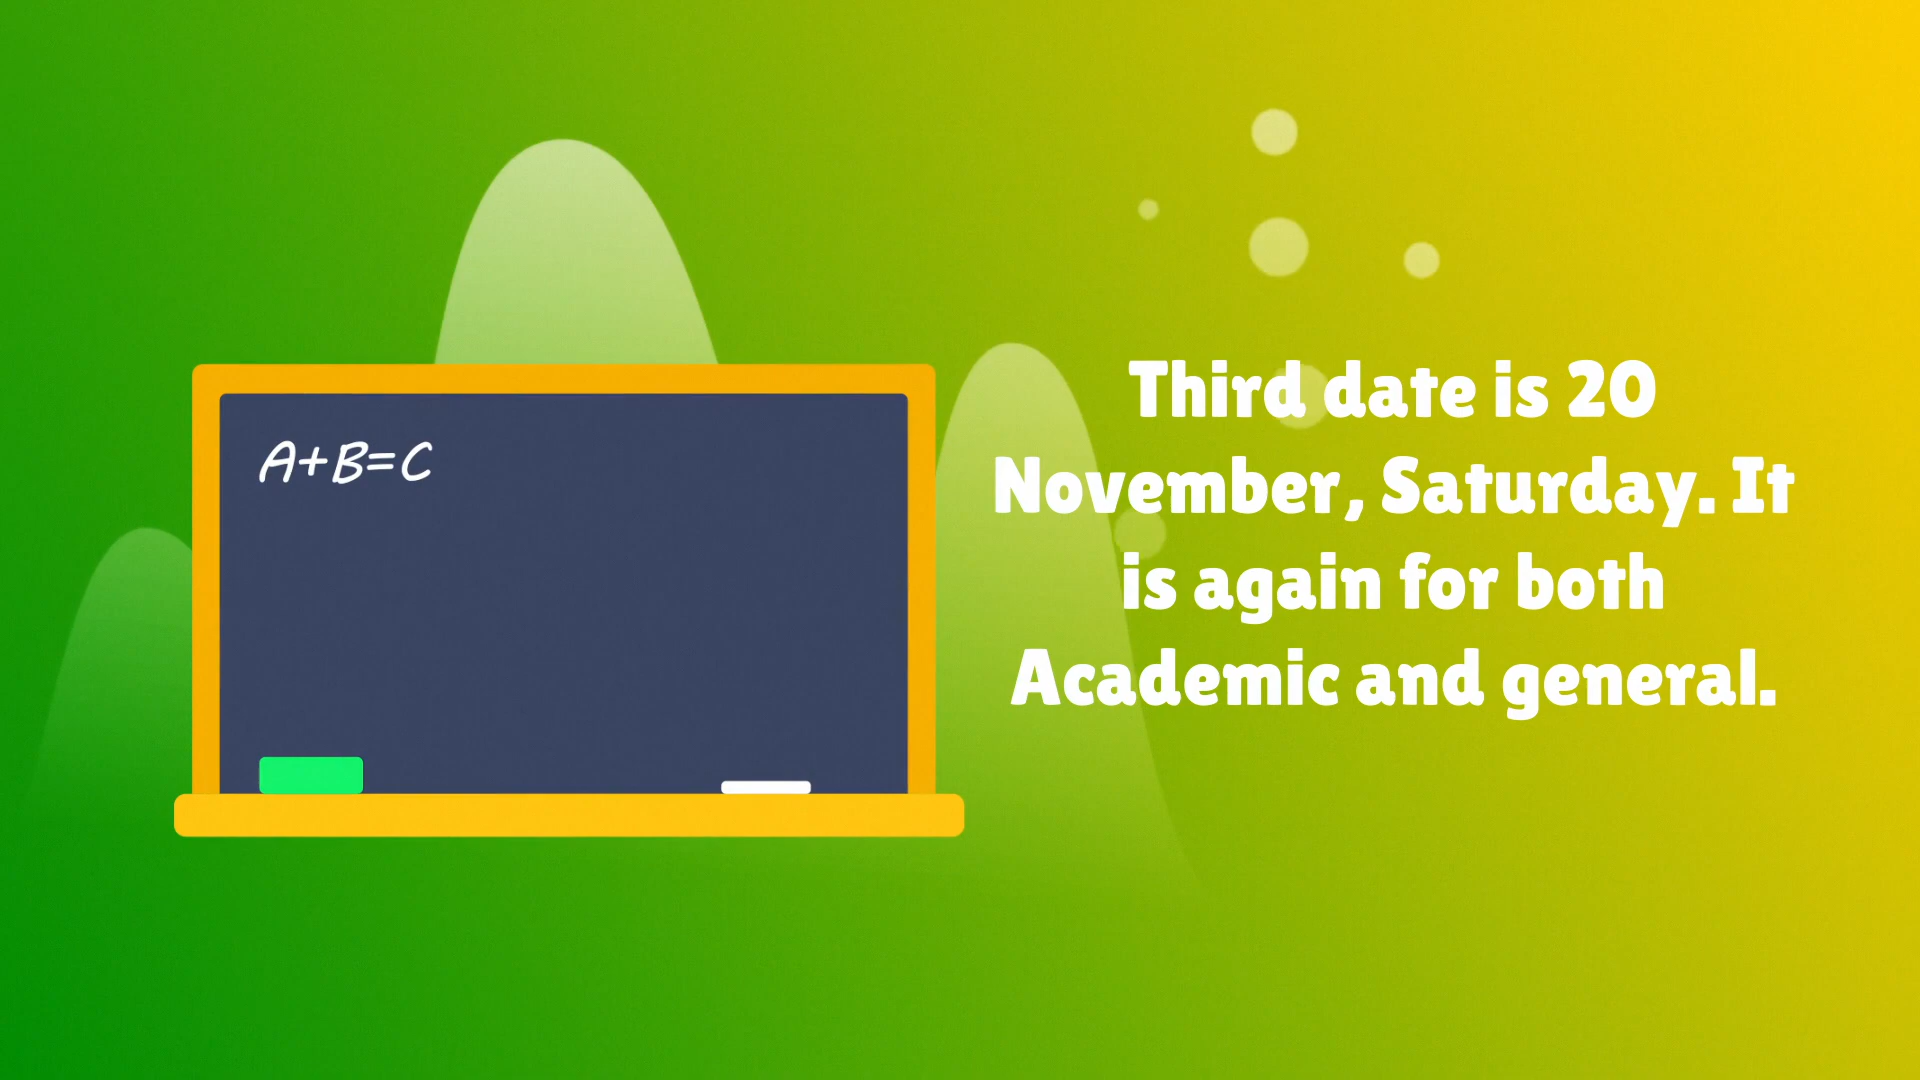 A+B=C
Third date is 20
November, Saturday. It
is again for both
Academic and general.